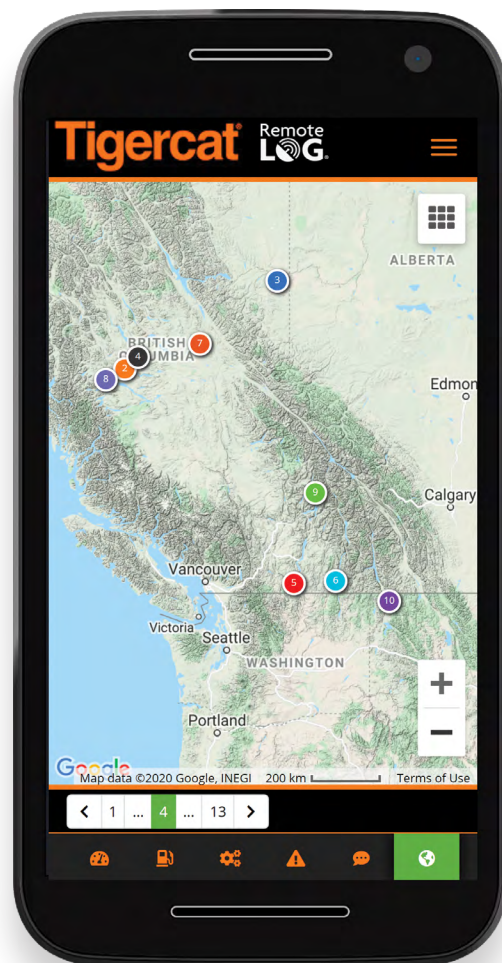 Tigercat® Remote LOG®
ALBERTA
3
BRITISH
COLUMBIA
7
4
2
8
Edmon
9
Calgary
Vancouver
5
6
10
Victoria
Seattle
WASHINGTON
Portland
Google
Map data ©2020 Google, INEGI 200 km Terms of Use
1 ... 4 ... 13